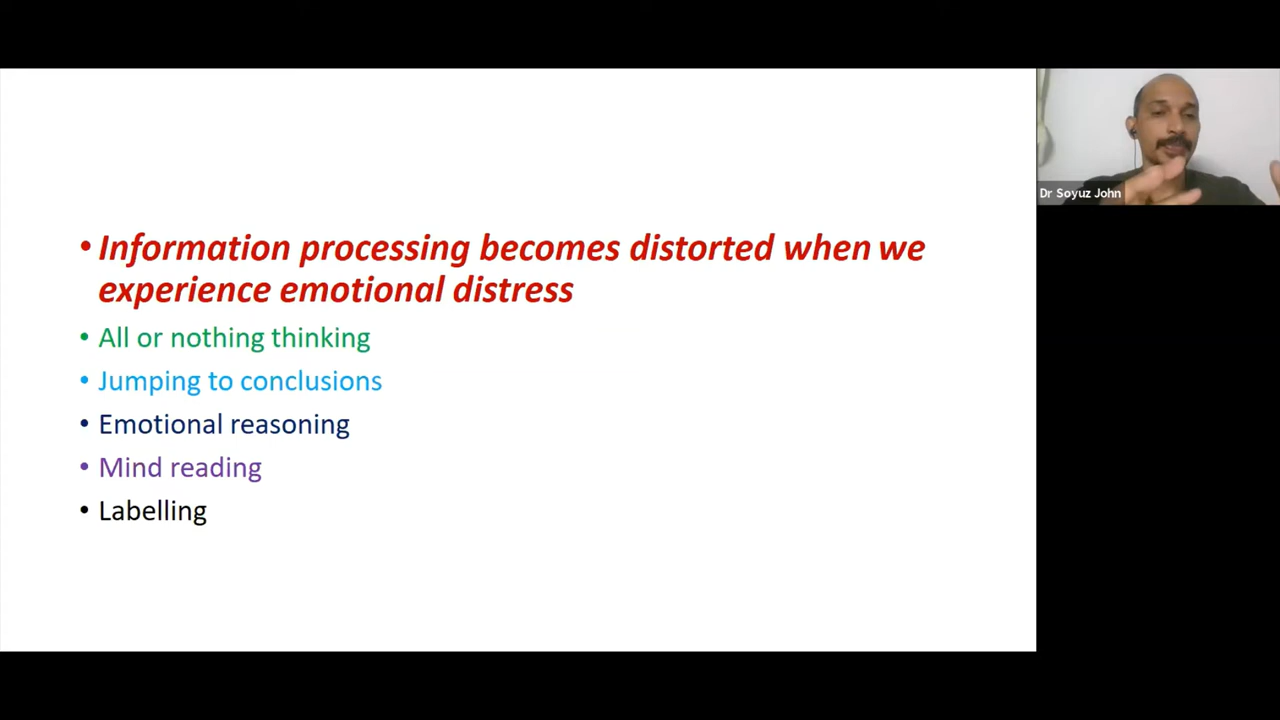 • Information processing becomes distorted when we
experience emotional distress
• All or nothing thinking
• Jumping to conclusions
• Emotional reasoning
• Mind reading
• Labelling
Dr Soyuz John